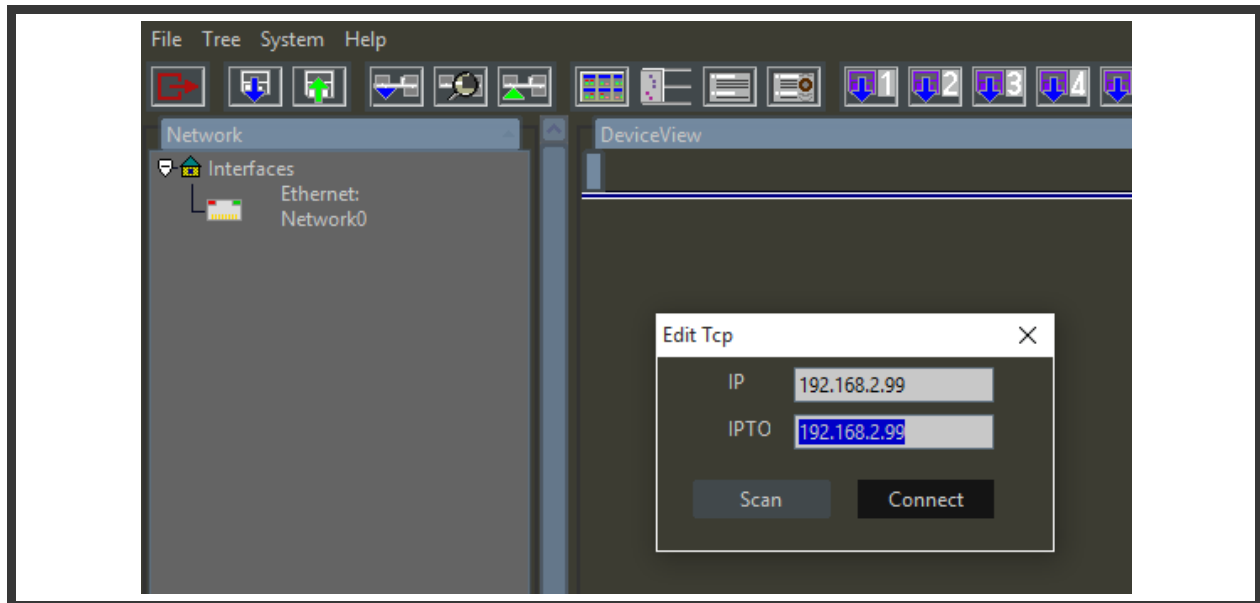 File Tree System Help
1 2 3 4
Network
DeviceView
Interfaces
Ethernet:
Network0
Edit Tcp
IP 192.168.2.99
IPTO 192.168.2.99
Scan Connect